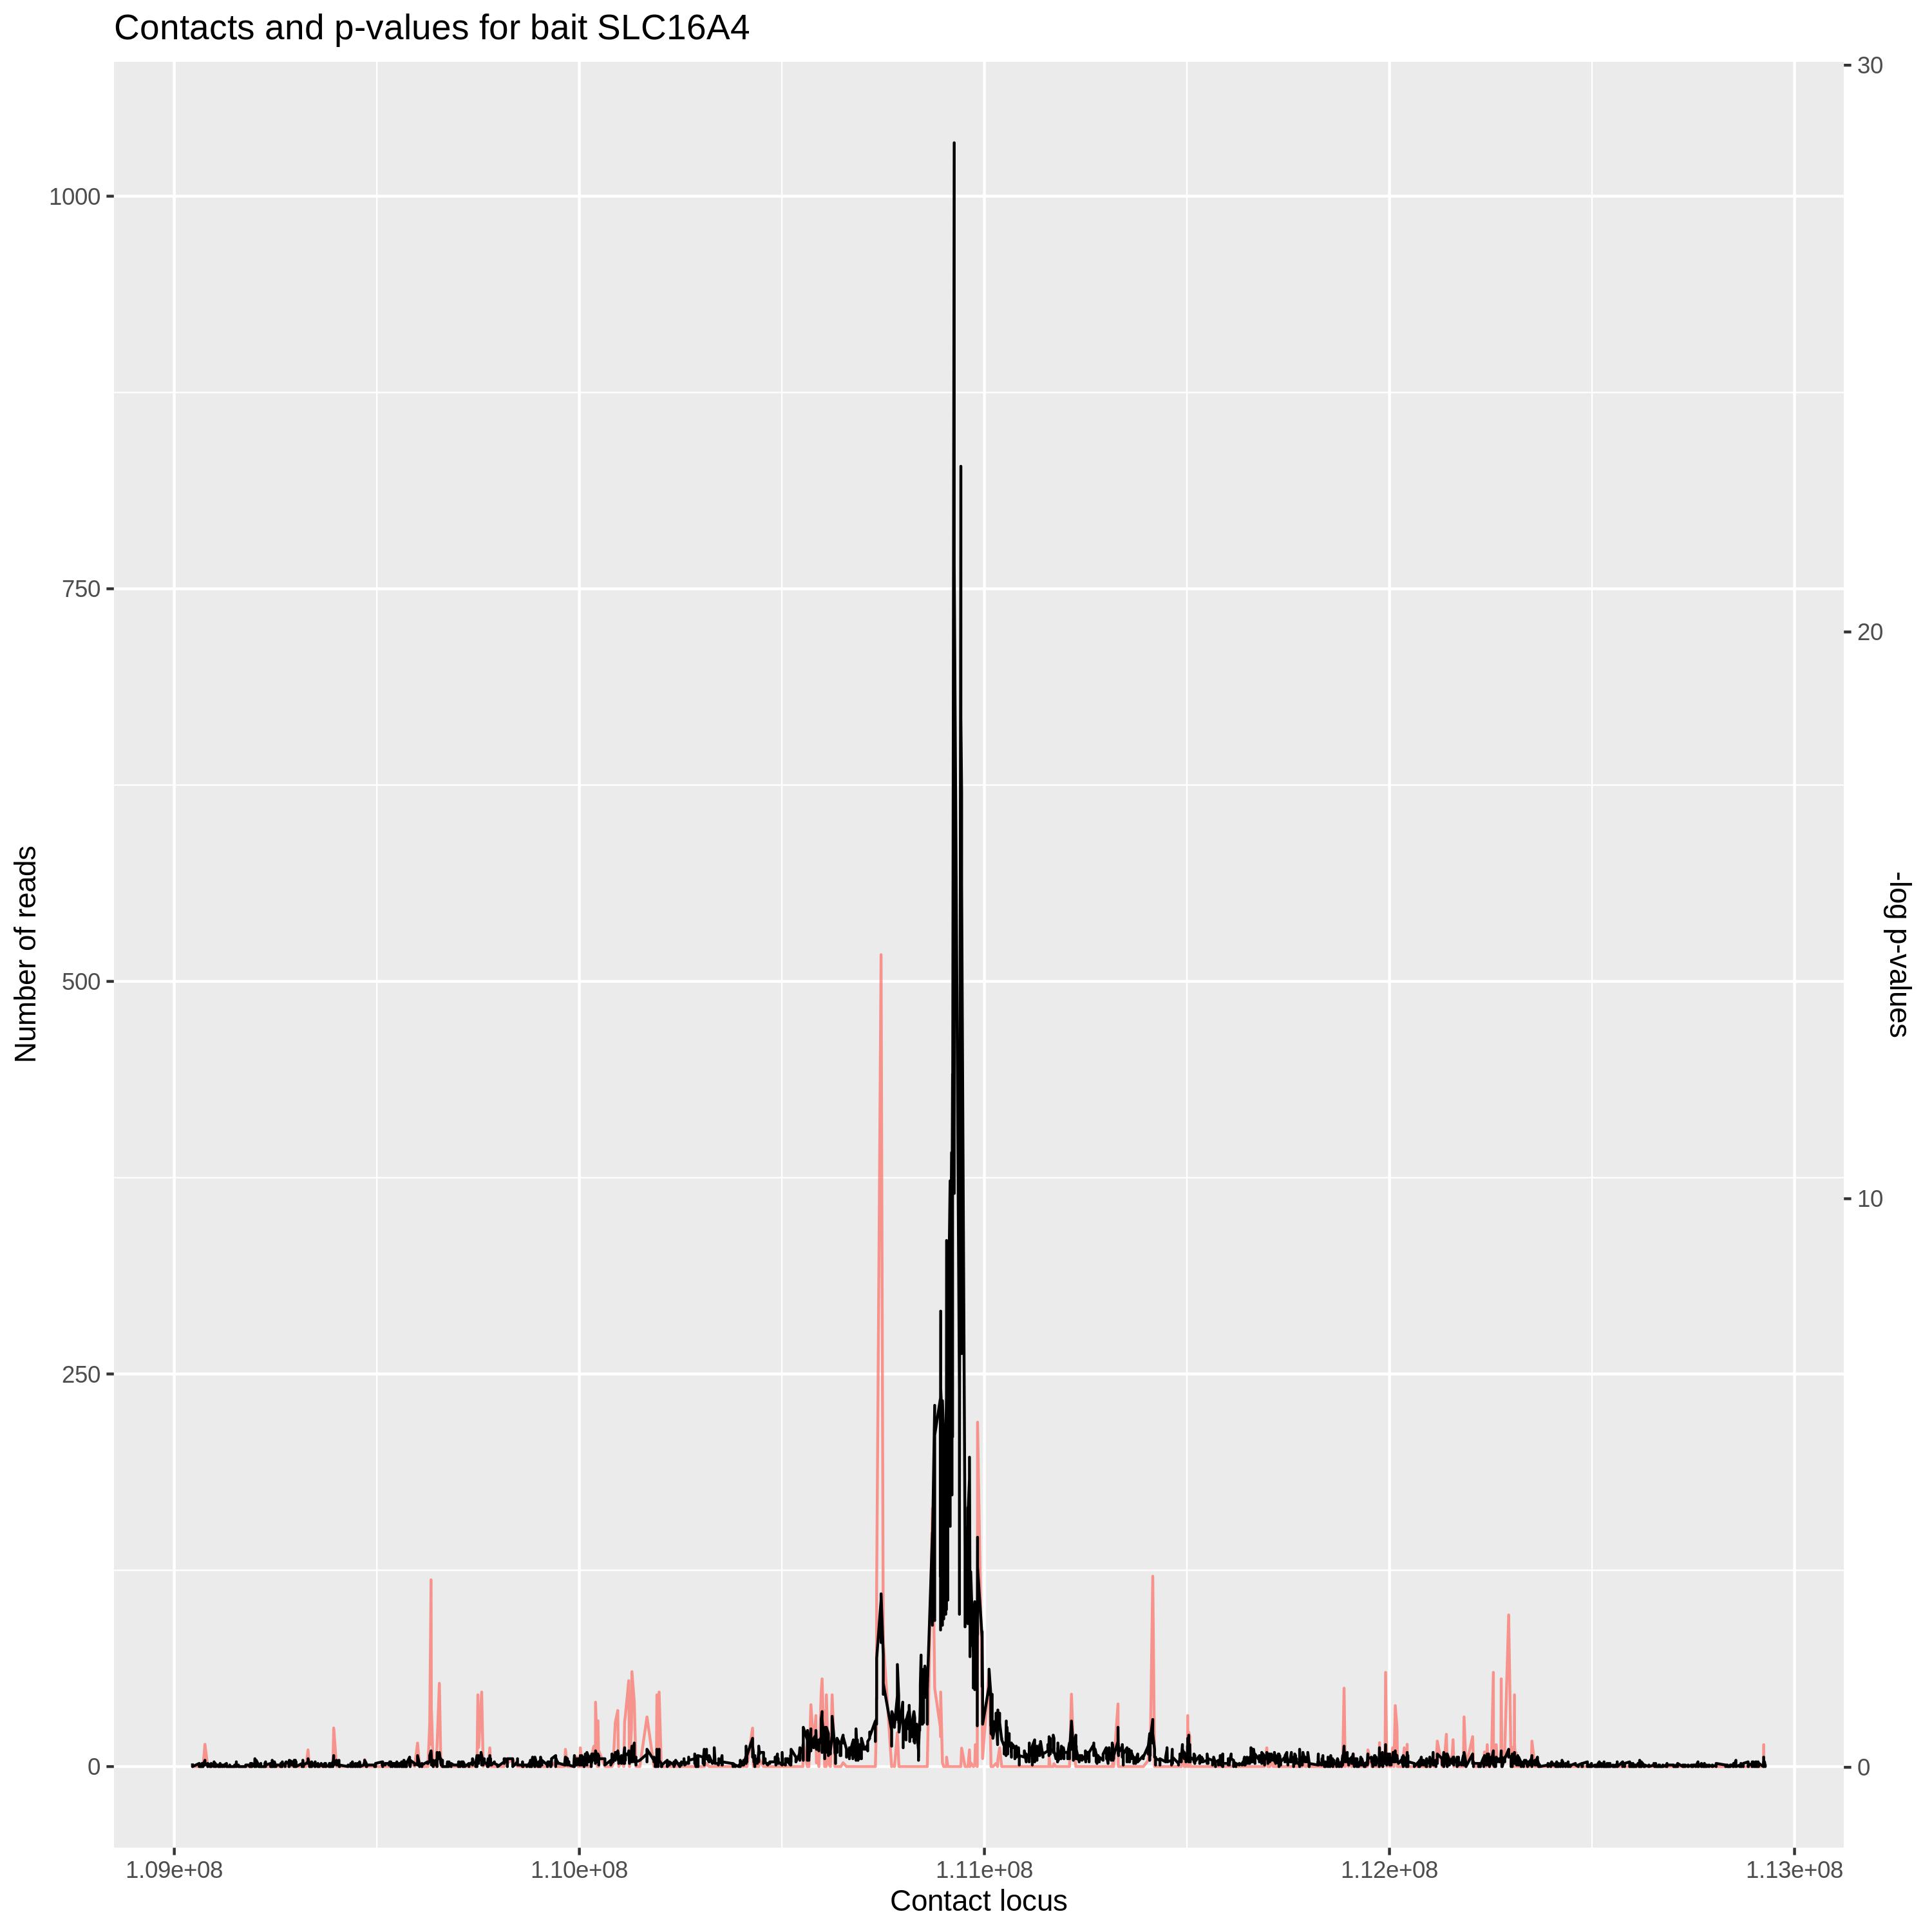 Contacts and p-values for bait SLC16A4
Number of reads
1000
750
500
250
0
30
20
10
0
-log p-values
1.09e+08
1.10e+08
1.11e+08
1.12e+08
1.13e+08
Contact locus